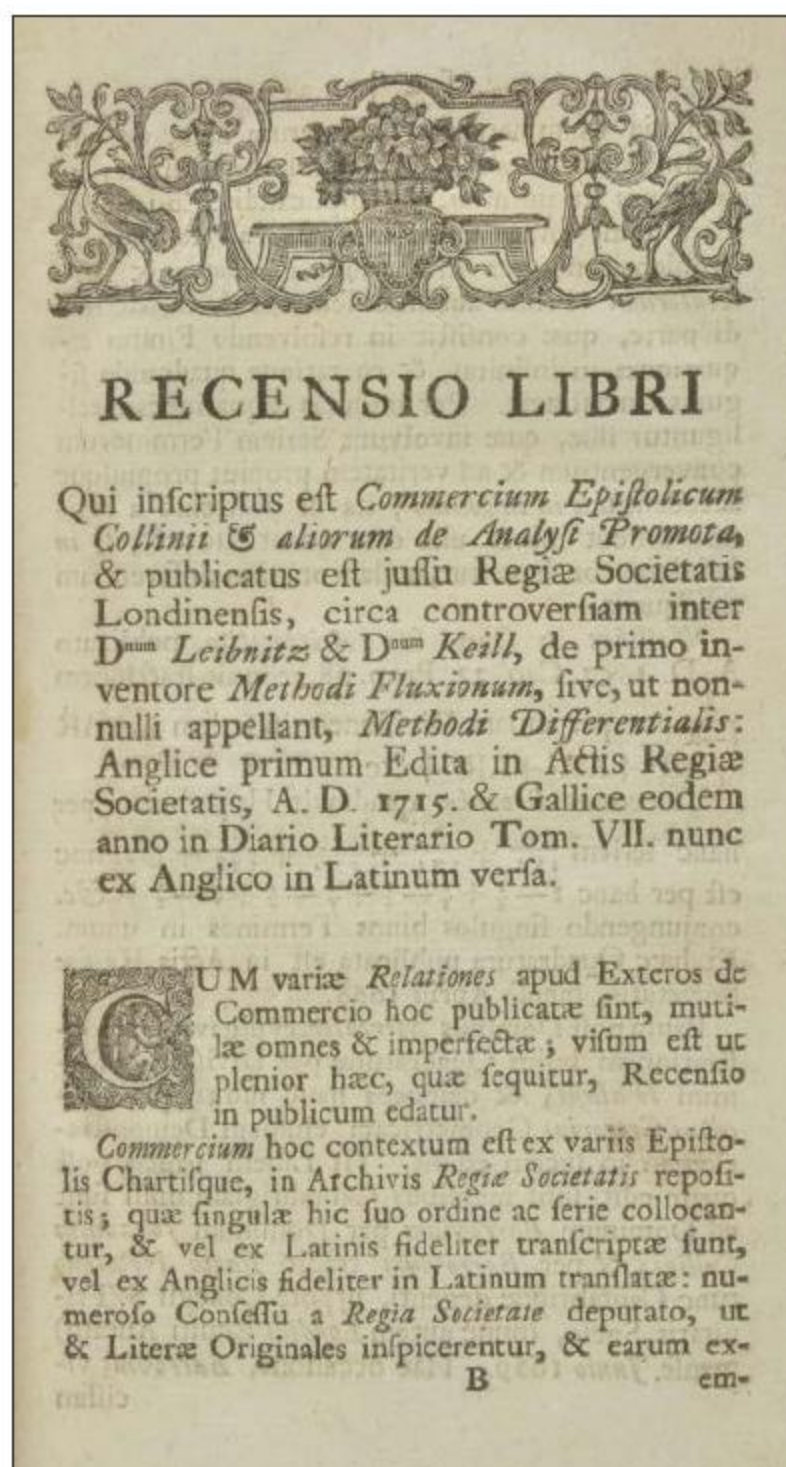 RECENSIO LIBRI
Qui inſcriptus eſt Commercium Epiſtolicum
Collinii & aliorum de Analyſi Promota,
& publicatus eſt juſſu Regiæ Societatis
Londinenſis, circa controverſiam inter
Dnum Leibnitz & Dnum Keill, de primo in-
ventore Methodi Fluxionum, ſive, ut non-
nulli appellant, Methodi Differentialis:
Anglice primum Edita in Actis Regiæ
Societatis, A. D. 1715. & Gallice eodem
anno in Diario Literario Tom. VII. nunc
ex Anglico in Latinum verſa.
CUM variæ Relationes apud Exteros de
Commercio hoc publicatæ ſint, muti-
læ omnes & imperfectæ; viſum eſt ut
plenior hæc, quæ ſequitur, Recenſio
in publicum edatur.
Commercium hoc contextum eſt ex variis Epiſto-
lis Chartiſque, in Archivis Regiæ Societatis repoſi-
tis; quæ ſingulæ hic ſuo ordine ac ſerie collocan-
tur, & vel ex Latinis fideliter tranſcriptæ ſunt,
vel ex Anglicis fideliter in Latinum tranſlatæ: nu-
meroſo Conſeſſu a Regia Societate deputato, ut
& Literæ Originales inſpicerentur, & earum ex-
B em-